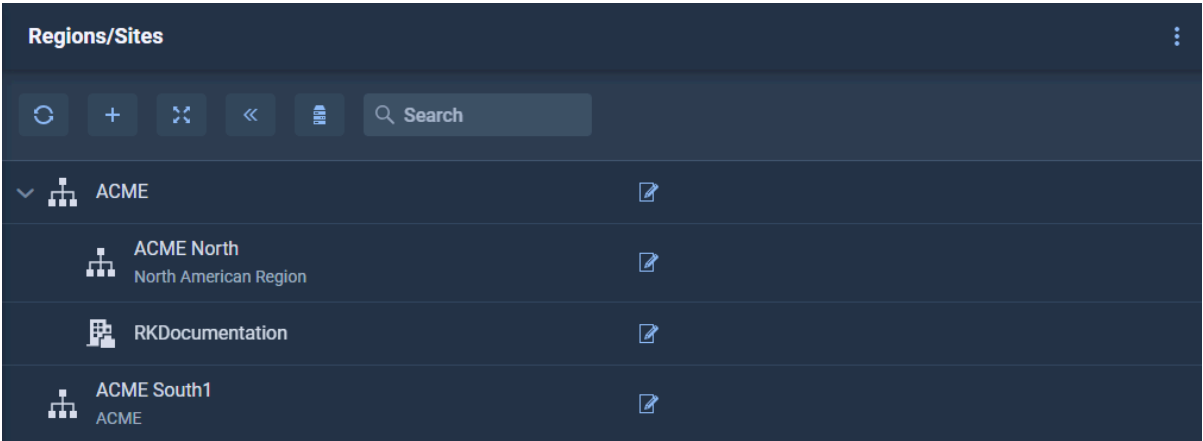 Regions/Sites
Search
ACME
ACME North
North American Region
RKDocumentation
ACME South1
ACME